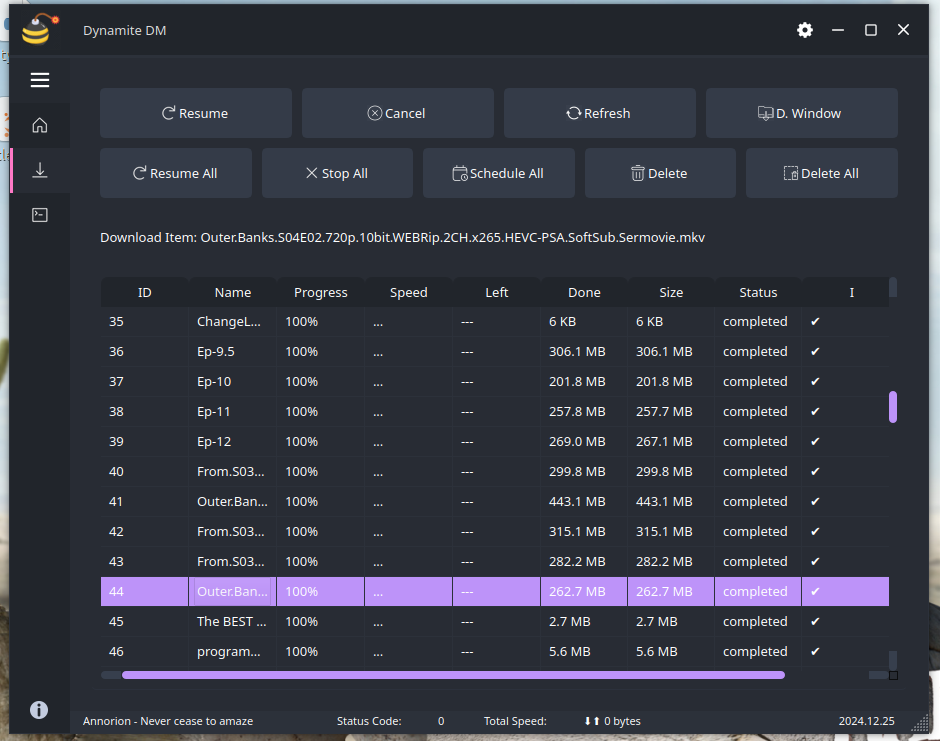 Dynamite DM
Resume Cancel Refresh D. Window
Resume All Stop All Schedule All Delete Delete All
Download Item: Outer.Banks.S04E02.720p.10bit.WEBRip.2CH.x265.HEVC-PSA.SoftSub.Sermovie.mkv
ID Name Progress Speed Left Done Size Status I
35 ChangeL... 100% ... --- 6 KB 6 KB completed ✔
36 Ep-9.5 100% ... --- 306.1 MB 306.1 MB completed ✔
37 Ep-10 100% ... --- 201.8 MB 201.8 MB completed ✔
38 Ep-11 100% ... --- 257.8 MB 257.7 MB completed ✔
39 Ep-12 100% ... --- 269.0 MB 267.1 MB completed ✔
40 From.S03... 100% ... --- 299.8 MB 299.8 MB completed ✔
41 Outer.Ban... 100% ... --- 443.1 MB 443.1 MB completed ✔
42 From.S03... 100% ... --- 315.1 MB 315.1 MB completed ✔
43 From.S03... 100% ... --- 282.2 MB 282.2 MB completed ✔
44 Outer.Ban... 100% ... --- 262.7 MB 262.7 MB completed ✔
45 The BEST ... 100% ... --- 2.7 MB 2.7 MB completed ✔
46 program... 100% ... --- 5.6 MB 5.6 MB completed ✔
Annorion - Never cease to amaze Status Code: 0 Total Speed: ⬇⬆ 0 bytes 2024.12.25